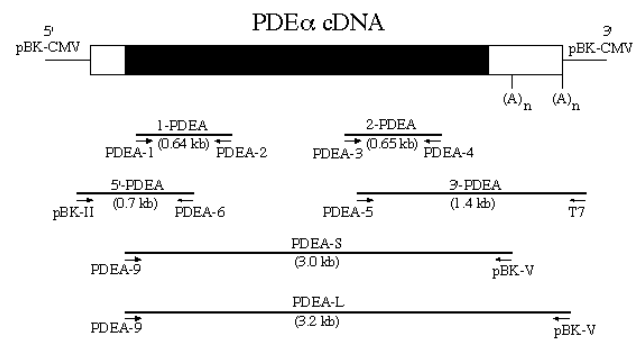 PDEα cDNA
5' 3'
pBK-CMV pBK-CMV
(A)n (A)n
1-PDEA 2-PDEA
(0.64 kb) (0.65 kb)
PDEA-1 PDEA-2 PDEA-3 PDEA-4
5'-PDEA 3'-PDEA
(0.7 kb) (1.4 kb)
pBK-II PDEA-6 PDEA-5 T7
PDEA-S
(3.0 kb)
PDEA-9 pBK-V
PDEA-L
(3.2 kb)
PDEA-9 pBK-V